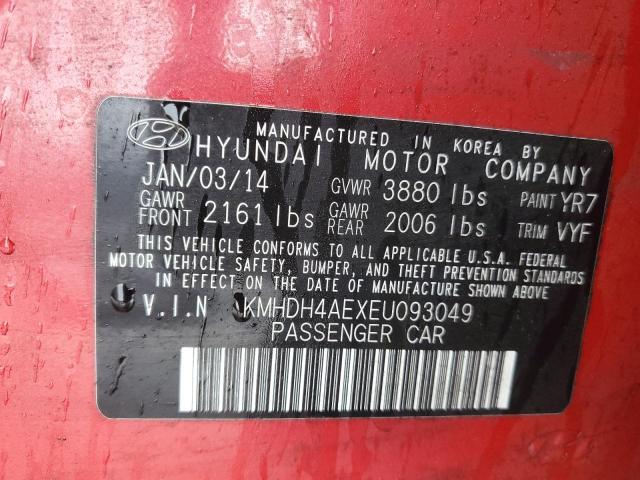 MANUFACTURED IN KOREA BY
HYUNDAI MOTOR COMPANY
JAN/03/14 GVWR 3880 lbs PAINT YR7
GAWR FRONT 2161 lbs GAWR REAR 2006 lbs TRIM VYF
THIS VEHICLE CONFORMS TO ALL APPLICABLE U.S.A. FEDERAL
MOTOR VEHICLE SAFETY, BUMPER, AND THEFT PREVENTION
STANDARDS IN EFFECT ON THE DATE OF MANUFACTURE SHOWN ABOVE.
V.I.N KMHDH4AEXEU093049
PASSENGER CAR